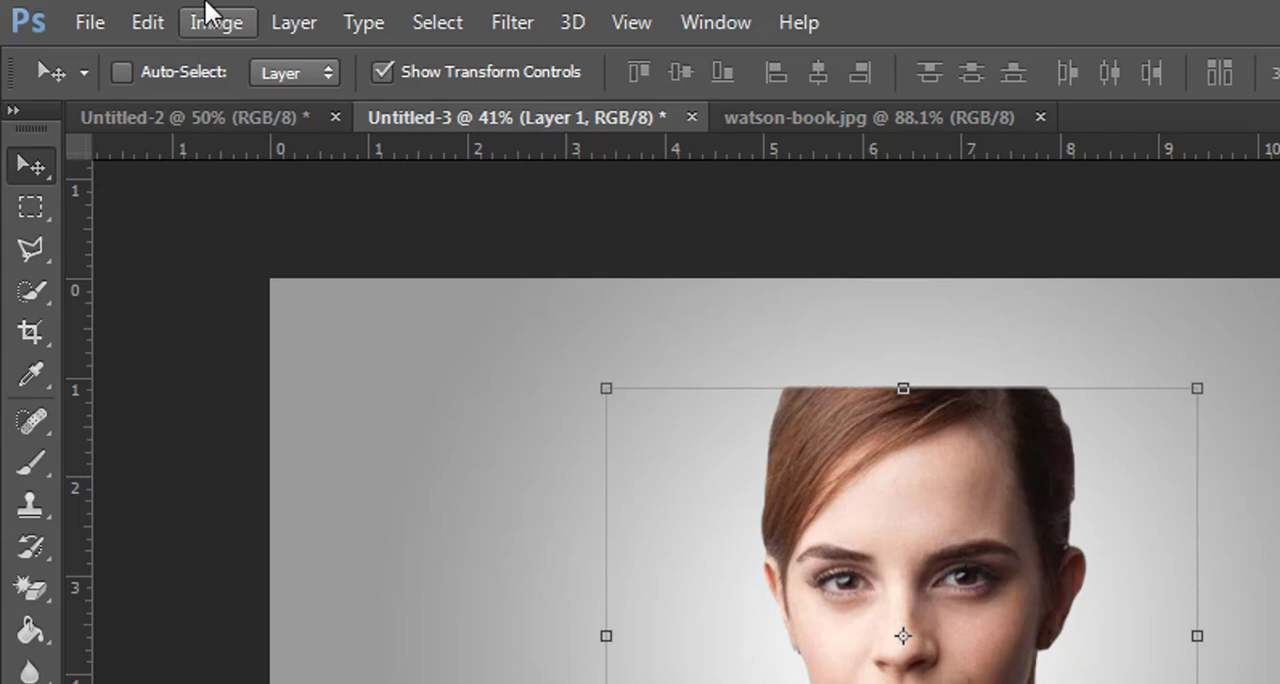 Ps File Edit Image Layer Type Select Filter 3D View Window Help
Auto-Select: Layer Show Transform Controls 3
Untitled-2 @ 50% (RGB/8) * × Untitled-3 @ 41% (Layer 1, RGB/8) * × watson-book.jpg @ 88.1% (RGB/8) ×
1 0 1 2 3 4 5 6 7 8 9 10
1
0
1
2
3
4